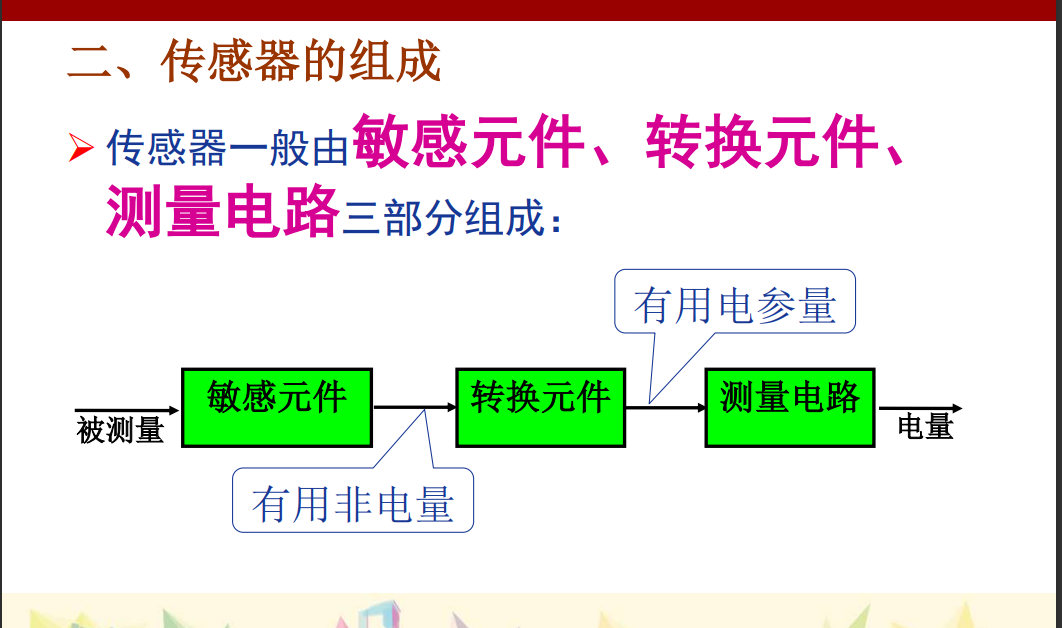 二、传感器的组成
传感器一般由敏感元件、转换元件、
测量电路三部分组成：
有用电参量
敏感元件
转换元件
测量电路
被测量
电量
有用非电量